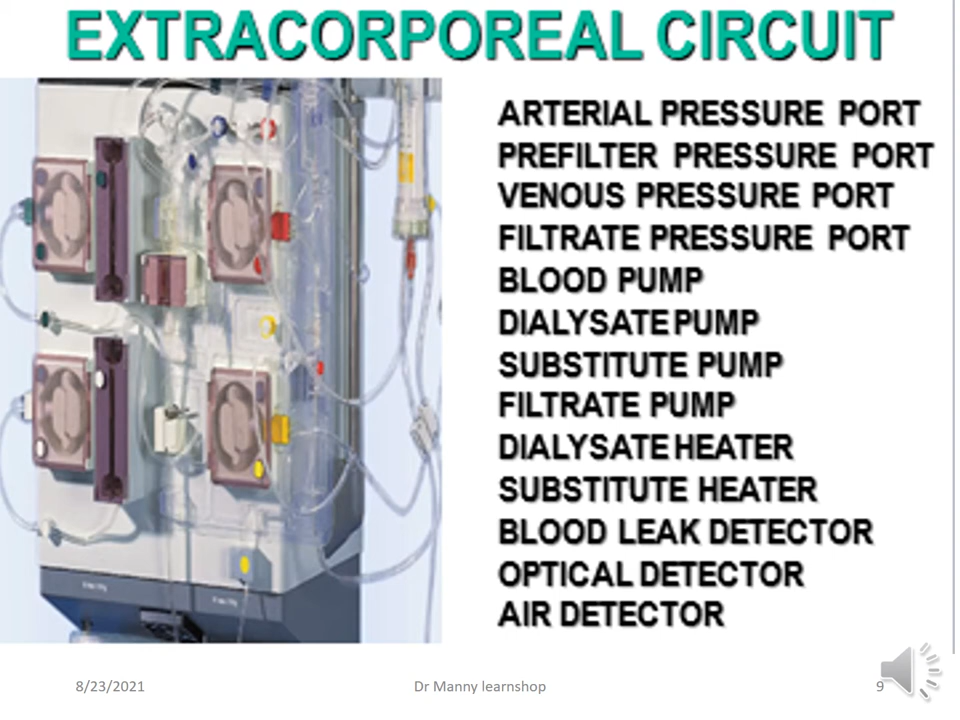 EXTRACORPOREAL CIRCUIT
ARTERIAL PRESSURE PORT
PREFILTER PRESSURE PORT
VENOUS PRESSURE PORT
FILTRATE PRESSURE PORT
BLOOD PUMP
DIALYSATE PUMP
SUBSTITUTE PUMP
FILTRATE PUMP
DIALYSATE HEATER
SUBSTITUTE HEATER
BLOOD LEAK DETECTOR
OPTICAL DETECTOR
AIR DETECTOR
8/23/2021
Dr Manny learnshop
9